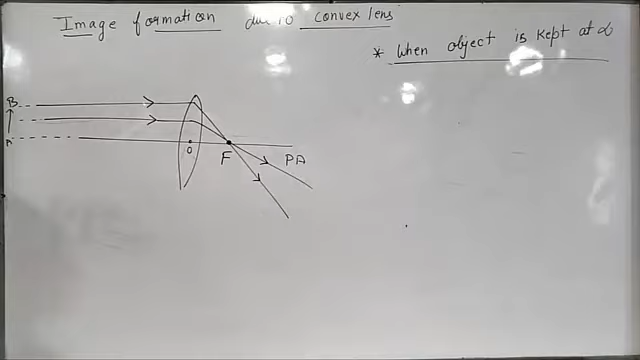 Image formation due to convex lens
* When object is kept at ∝
B
A
O
F
PA